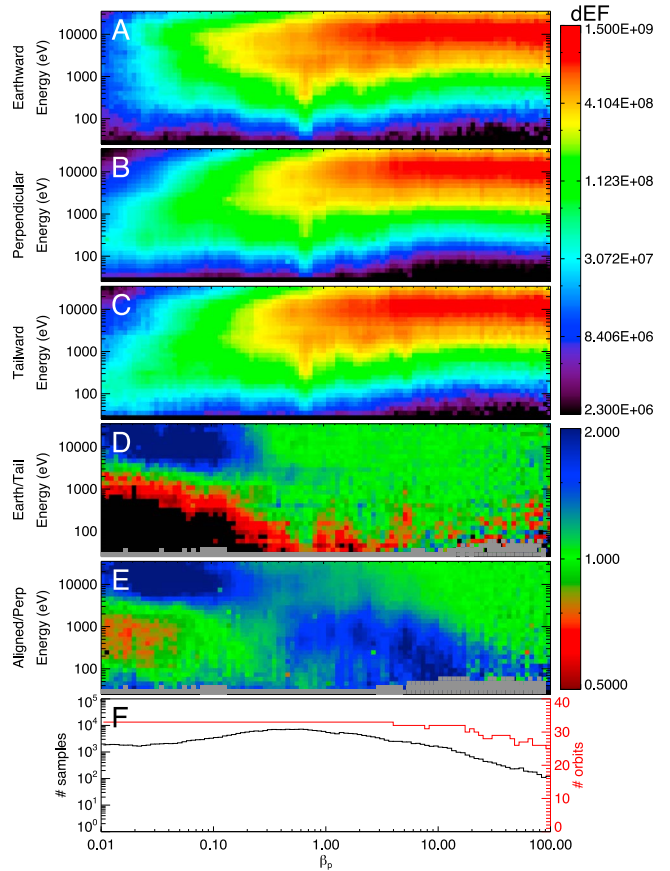 dEF
A
Earthward
Energy (eV)
10000
1000
100
1.500E+09
4.104E+08
1.123E+08
3.072E+07
8.406E+06
2.300E+06
B
Perpendicular
Energy (eV)
10000
1000
100
C
Tailward
Energy (eV)
10000
1000
100
D
Earth/Tail
Energy (eV)
10000
1000
100
2.000
1.000
0.5000
E
Aligned/Perp
Energy (eV)
10000
1000
100
F
# samples
10⁵
10⁴
10³
10²
10¹
10⁰
40
30
20
10
0
# orbits
0.01 0.10 1.00 10.00 100.00
βₚ